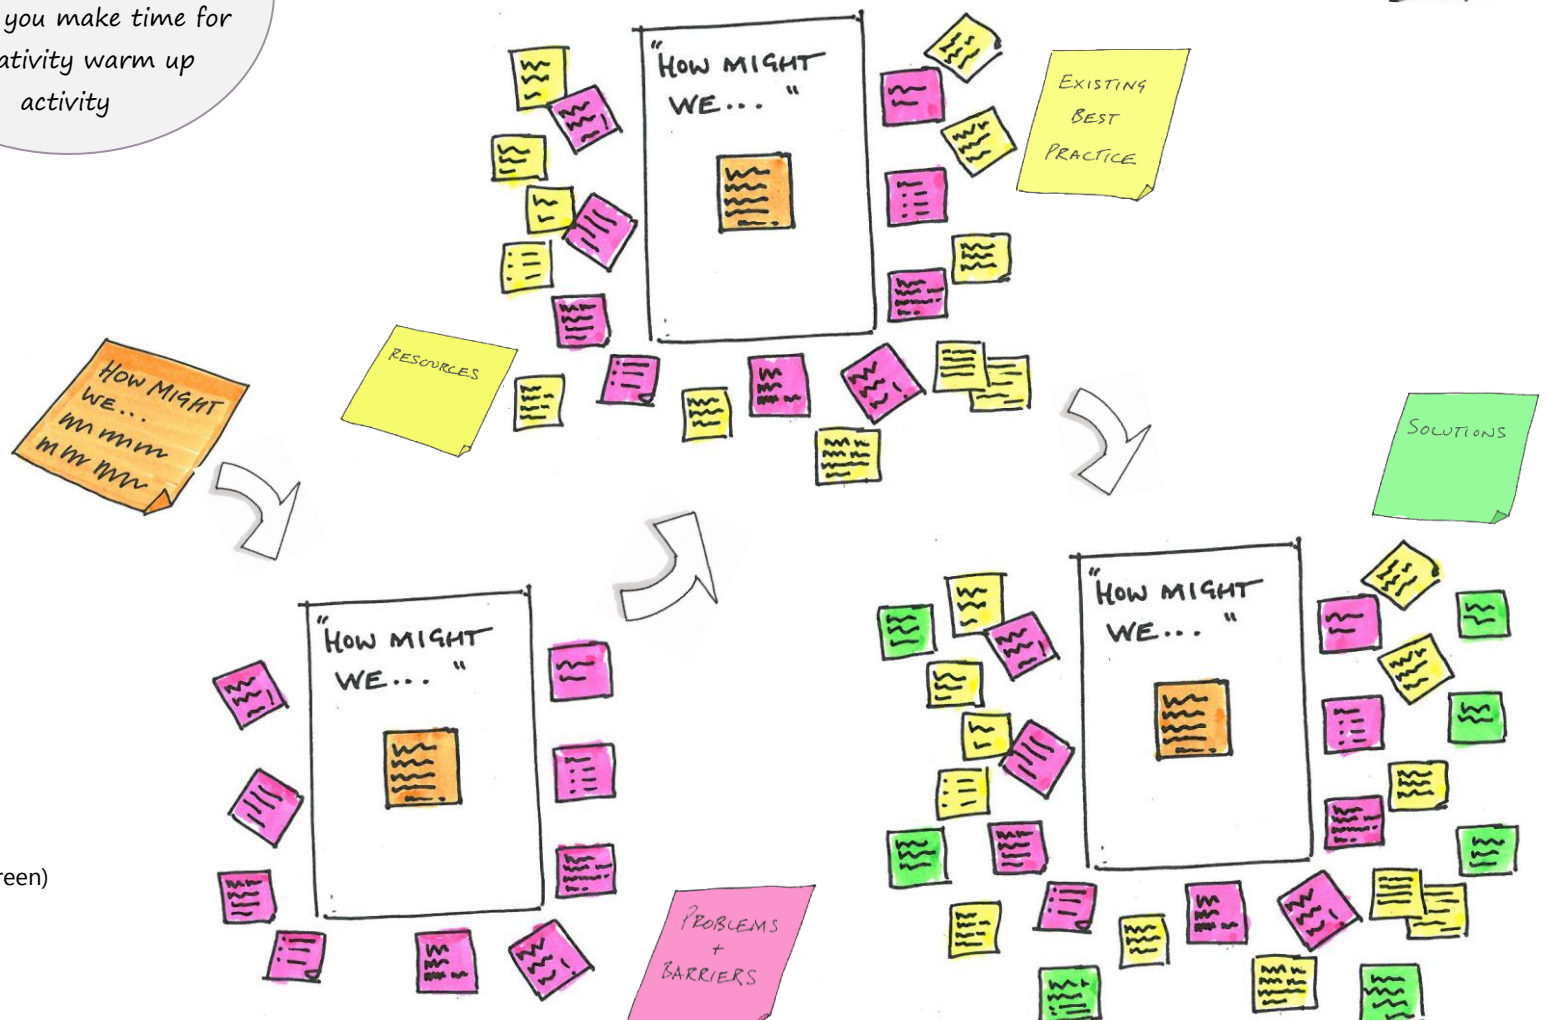 you make time for
ativity warm up
activity
"HOW MIGHT
WE... "
EXISTING
BEST
PRACTICE
RESOURCES
HOW MIGHT
WE...
SOLUTIONS
"HOW MIGHT
WE... "
"HOW MIGHT
WE... "
reen)
PROBLEMS
+
BARRIERS